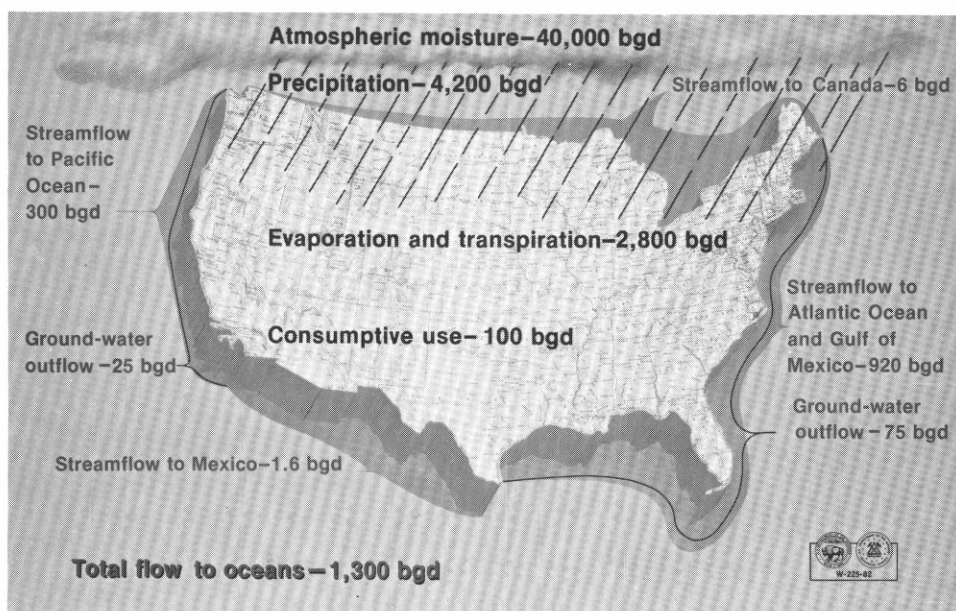 Atmospheric moisture–40,000 bgd
Precipitation–4,200 bgd
Streamflow to Canada–6 bgd
Streamflow
to Pacific
Ocean–
300 bgd
Evaporation and transpiration–2,800 bgd
Streamflow to
Atlantic Ocean
and Gulf of
Mexico–920 bgd
Consumptive use–100 bgd
Ground-water
outflow–25 bgd
Ground-water
outflow–75 bgd
Streamflow to Mexico–1.6 bgd
Total flow to oceans–1,300 bgd
W-225-82